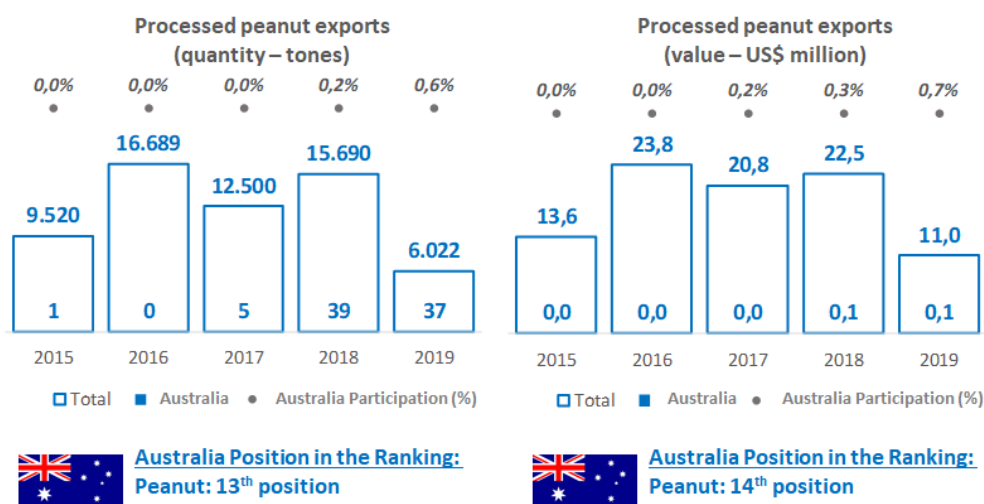 Processed peanut exports
(quantity – tones)
0,0% 0,0% 0,0% 0,2% 0,6%
9.520 16.689 12.500 15.690 6.022
1 0 5 39 37
2015 2016 2017 2018 2019
Total Australia Australia Participation (%)
Australia Position in the Ranking:
Peanut: 13th position
Processed peanut exports
(value – US$ million)
0,0% 0,0% 0,2% 0,3% 0,7%
13,6 23,8 20,8 22,5 11,0
0,0 0,0 0,0 0,1 0,1
2015 2016 2017 2018 2019
Total Australia Australia Participation (%)
Australia Position in the Ranking:
Peanut: 14th position